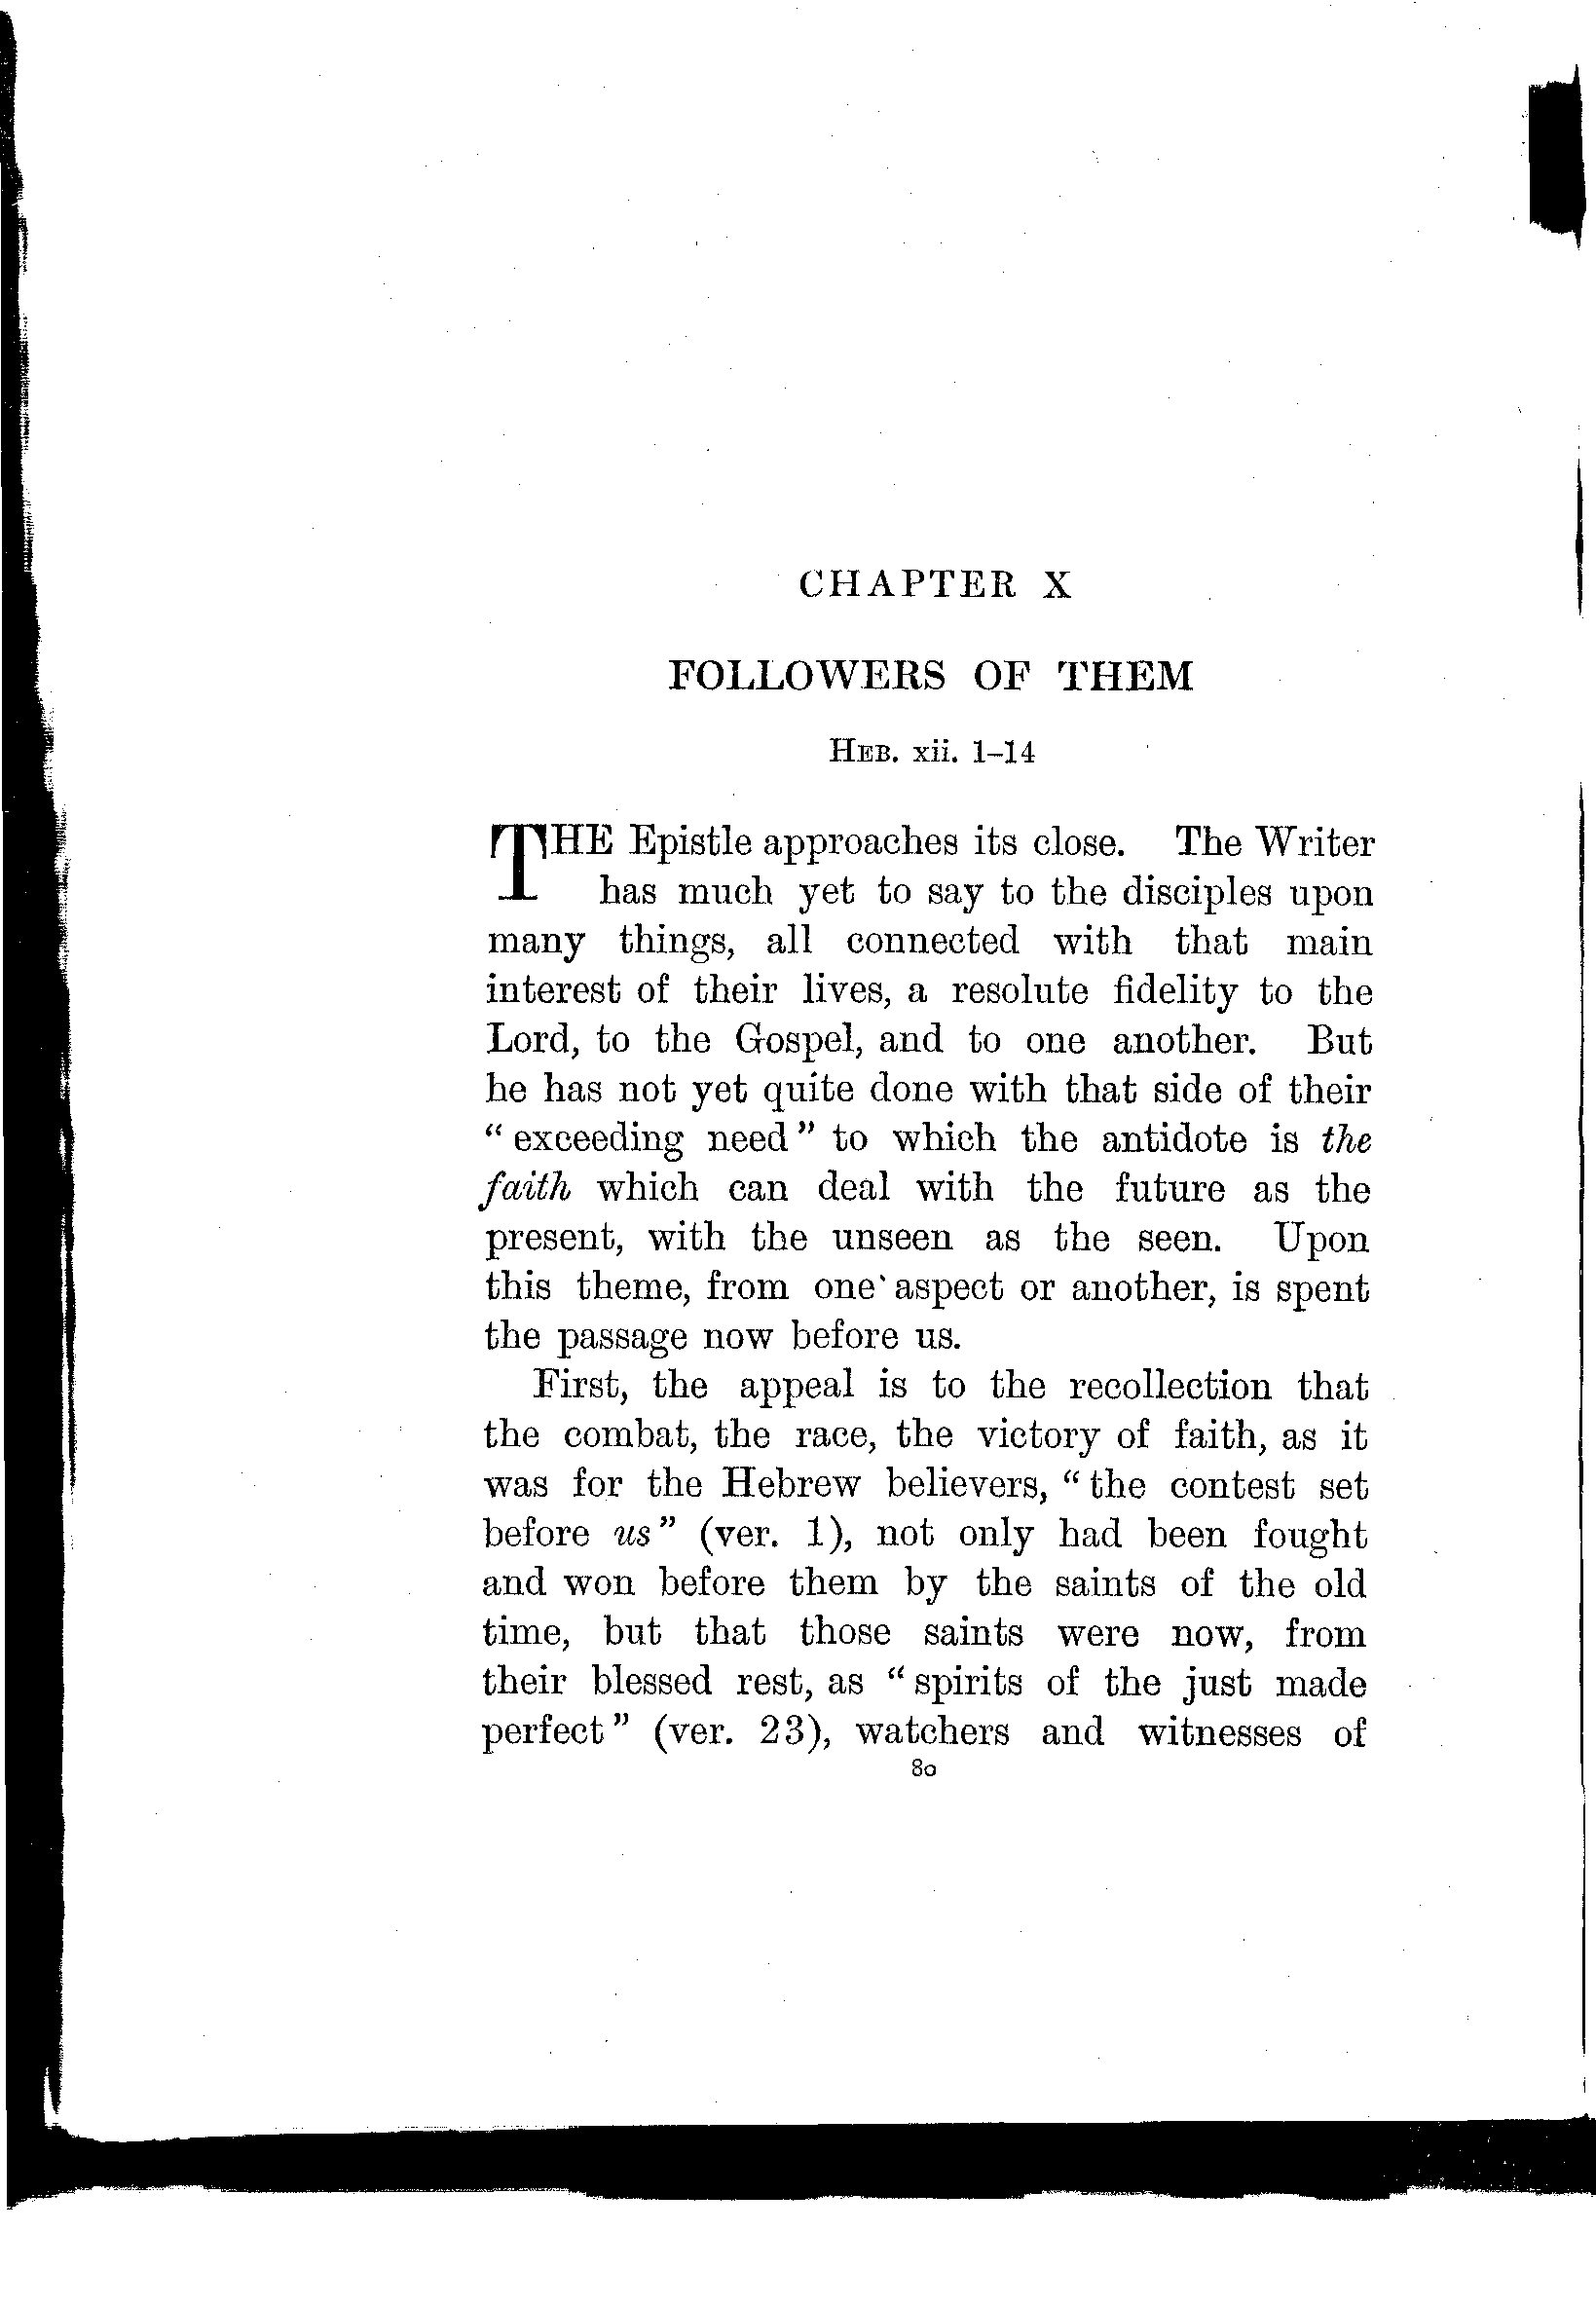 CHAPTER X
FOLLOWERS OF THEM
HEB. xii. 1–14
THE Epistle approaches its close. The Writer
has much yet to say to the disciples upon
many things, all connected with that main
interest of their lives, a resolute fidelity to the
Lord, to the Gospel, and to one another. But
he has not yet quite done with that side of their
“exceeding need” to which the antidote is the
faith which can deal with the future as the
present, with the unseen as the seen. Upon
this theme, from one aspect or another, is spent
the passage now before us.
First, the appeal is to the recollection that
the combat, the race, the victory of faith, as it
was for the Hebrew believers, “the contest set
before us” (ver. 1), not only had been fought
and won before them by the saints of the old
time, but that those saints were now, from
their blessed rest, as “spirits of the just made
perfect” (ver. 23), watchers and witnesses of
80